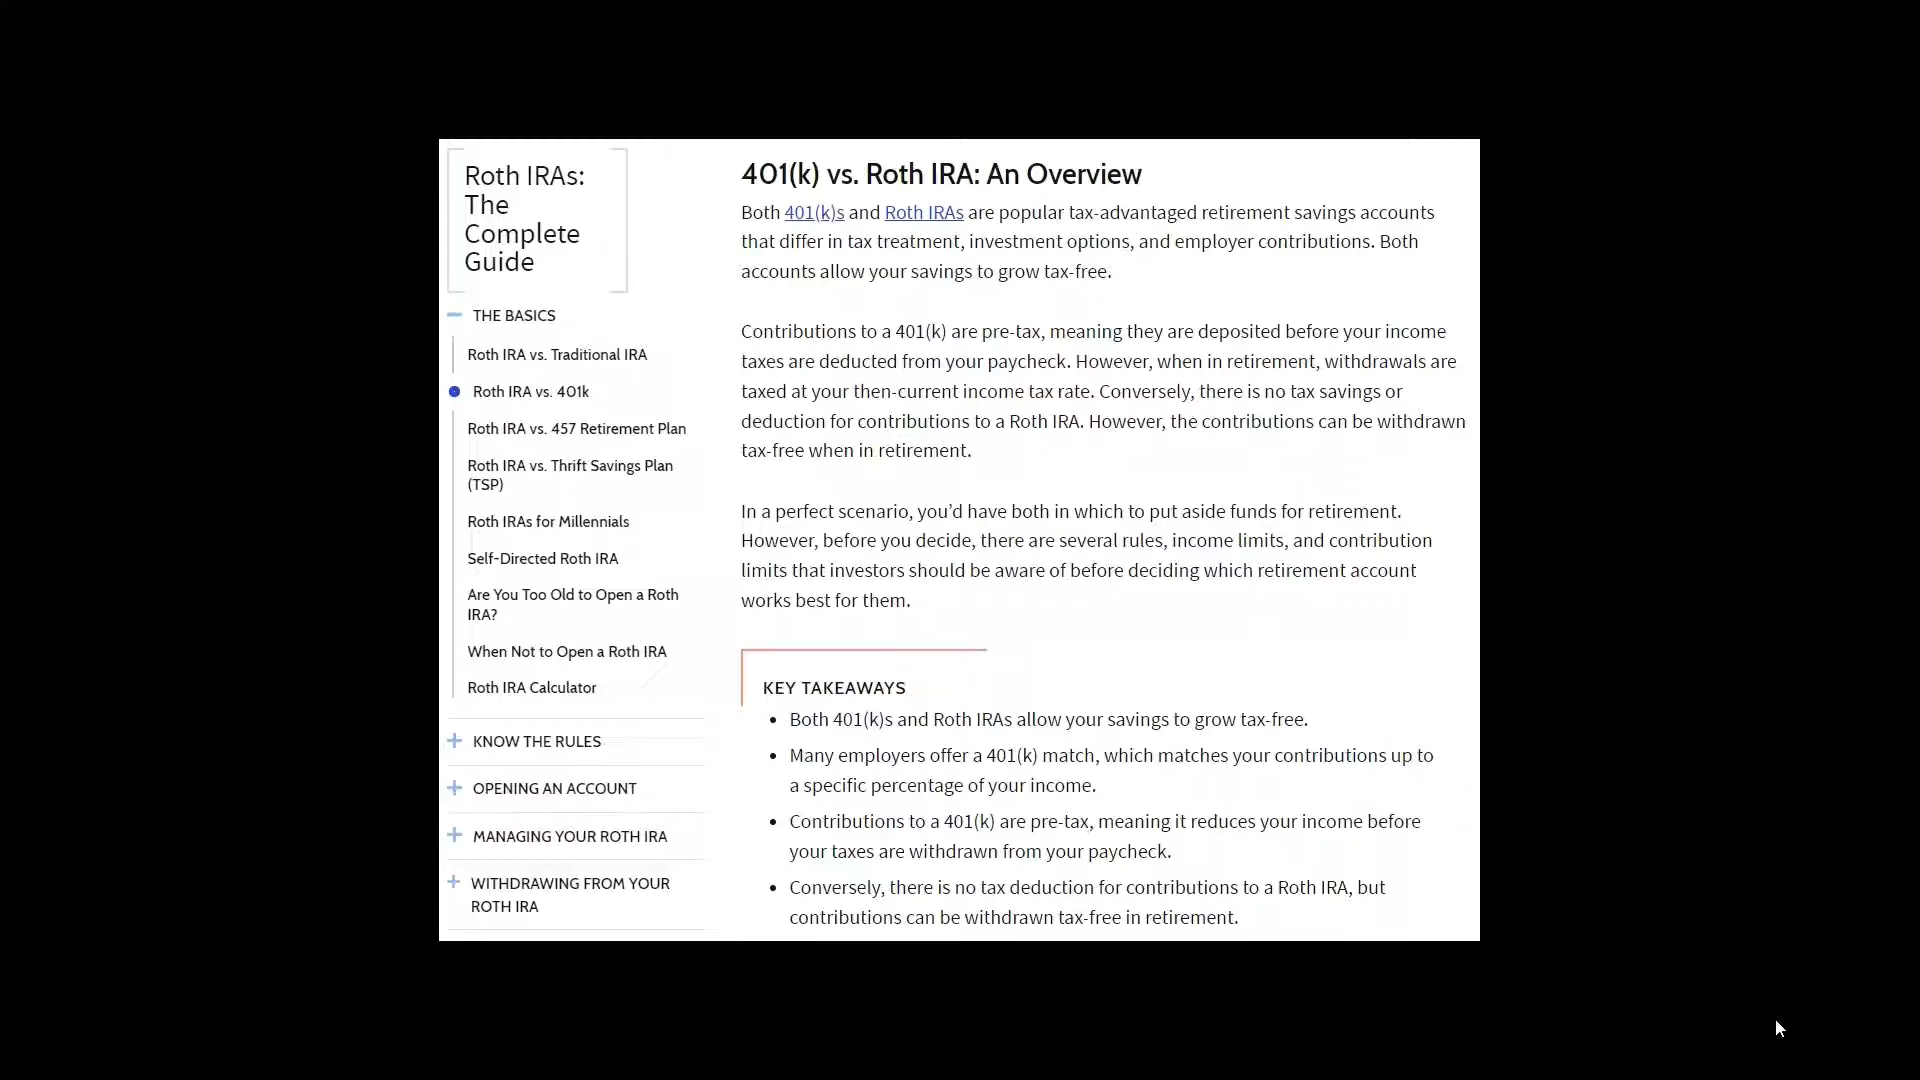 Roth IRAs:
The
Complete
Guide
THE BASICS
Roth IRA vs. Traditional IRA
Roth IRA vs. 401k
Roth IRA vs. 457 Retirement Plan
Roth IRA vs. Thrift Savings Plan
(TSP)
Roth IRAs for Millennials
Self-Directed Roth IRA
Are You Too Old to Open a Roth
IRA?
When Not to Open a Roth IRA
Roth IRA Calculator
KNOW THE RULES
OPENING AN ACCOUNT
MANAGING YOUR ROTH IRA
WITHDRAWING FROM YOUR
ROTH IRA
401(k) vs. Roth IRA: An Overview
Both 401(k)s and Roth IRAs are popular tax-advantaged retirement savings accounts
that differ in tax treatment, investment options, and employer contributions. Both
accounts allow your savings to grow tax-free.
Contributions to a 401(k) are pre-tax, meaning they are deposited before your income
taxes are deducted from your paycheck. However, when in retirement, withdrawals are
taxed at your then-current income tax rate. Conversely, there is no tax savings or
deduction for contributions to a Roth IRA. However, the contributions can be withdrawn
tax-free when in retirement.
In a perfect scenario, you’d have both in which to put aside funds for retirement.
However, before you decide, there are several rules, income limits, and contribution
limits that investors should be aware of before deciding which retirement account
works best for them.
KEY TAKEAWAYS
• Both 401(k)s and Roth IRAs allow your savings to grow tax-free.
• Many employers offer a 401(k) match, which matches your contributions up to
a specific percentage of your income.
• Contributions to a 401(k) are pre-tax, meaning it reduces your income before
your taxes are withdrawn from your paycheck.
• Conversely, there is no tax deduction for contributions to a Roth IRA, but
contributions can be withdrawn tax-free in retirement.